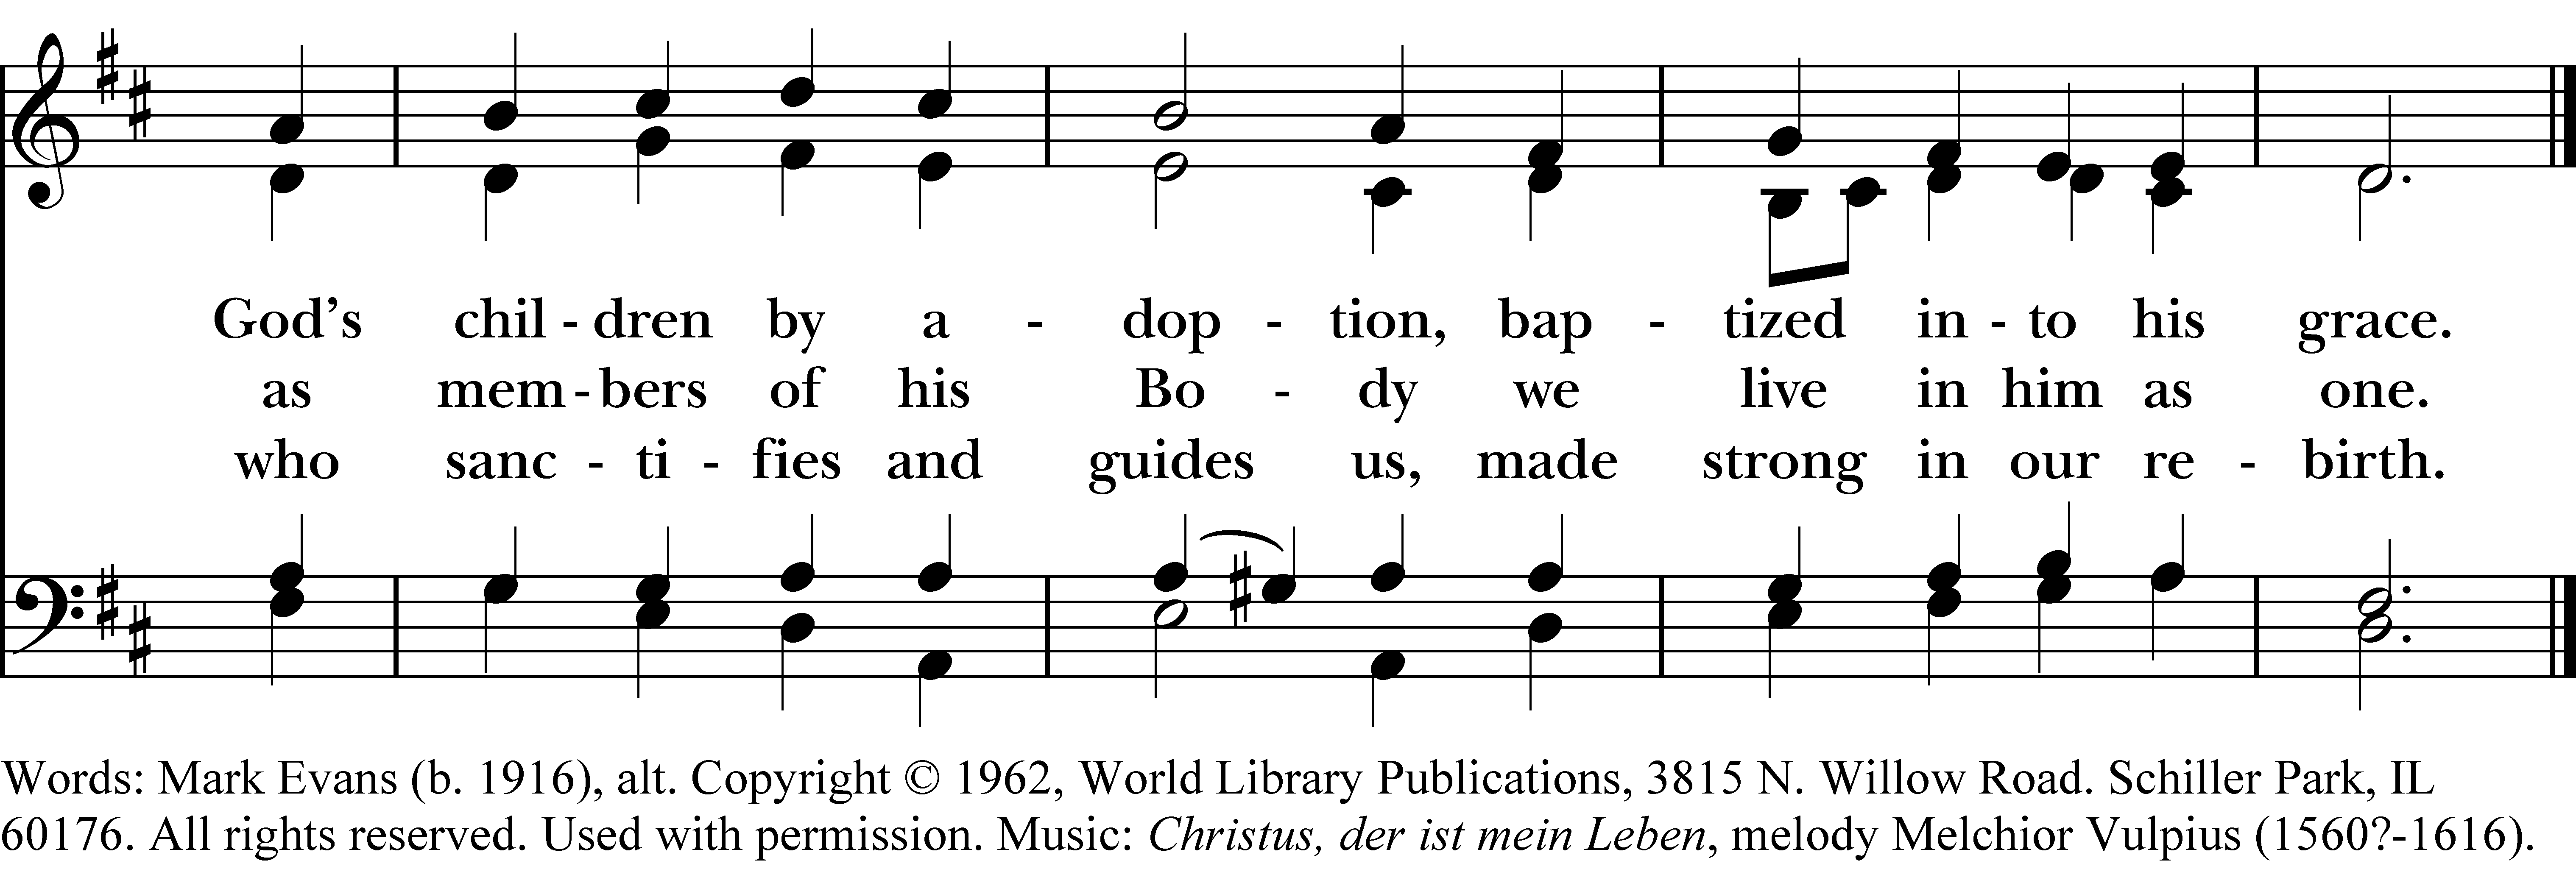 God's chil - dren by a - dop - tion, bap - tized in - to his grace.
as mem - bers of his Bo - dy we live in him as one.
who sanc - ti - fies and guides us, made strong in our re - birth.
Words: Mark Evans (b. 1916), alt. Copyright © 1962, World Library Publications, 3815 N. Willow Road. Schiller Park, IL
60176. All rights reserved. Used with permission. Music: Christus, der ist mein Leben, melody Melchior Vulpius (1560?-1616).